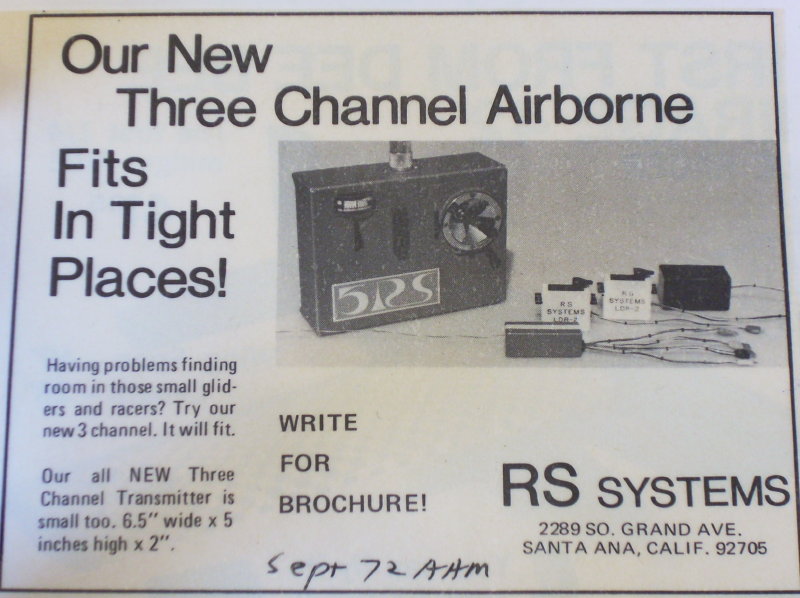 Our New
Three Channel Airborne
Fits
In Tight
Places!
RS
SYSTEMS
LDR-2
RS
SYSTEMS
LDR-2
Having problems finding
room in those small glid-
ers and racers? Try our
new 3 channel. It will fit.
Our all NEW Three
Channel Transmitter is
small too. 6.5" wide x 5
inches high x 2".
WRITE
FOR
BROCHURE!
RS SYSTEMS
2289 SO. GRAND AVE.
SANTA ANA, CALIF. 92705
Sept 72 AAM